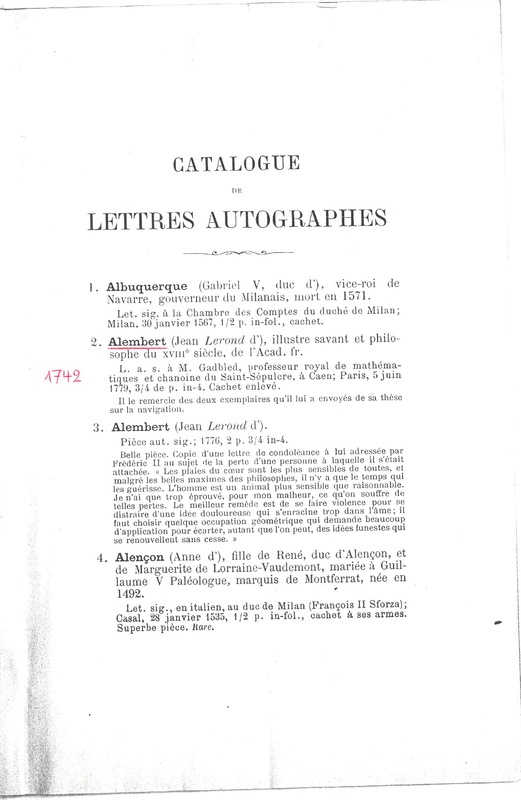 CATALOGUE
DE
LETTRES AUTOGRAPHES
1. Albuquerque (Gabriel V, duc d'), vice-roi de
Navarre, gouverneur du Milanais, mort en 1571.
Let. sig. à la Chambre des Comptes du duché de Milan;
Milan, 30 janvier 1567, 1/2 p. in-fol., cachet.
2. Alembert (Jean Lerond d'), illustre savant et philo-
sophe du XVIIIe siècle, de l'Acad. fr.
1742
L. a. s. à M. Gadbled, professeur royal de mathéma-
tiques et chanoine du Saint-Sépulcre, à Caen; Paris, 5 juin
1779, 3/4 de p. in-4. Cachet enlevé.
Il le remercie des deux exemplaires qu'il lui a envoyés de sa thèse
sur la navigation.
3. Alembert (Jean Lerond d').
Pièce aut. sig.; 1776, 2 p. 3/4 in-4.
Belle pièce. Copie d'une lettre de condoléance à lui adressée par
Frédéric II au sujet de la perte d'une personne à laquelle il s'était
attachée. « Les plaies du cœur sont les plus sensibles de toutes, et
malgré les belles maximes des philosophes, il n'y a que le temps qui
les guérisse. L'homme est un animal plus sensible que raisonnable.
Je n'ai que trop éprouvé, pour mon malheur, ce qu'on souffre de
telles pertes. Le meilleur remède est de se faire violence pour se
distraire d'une idée douloureuse qui s'enracine trop dans l'âme; il
faut choisir quelque occupation géométrique qui demande beaucoup
d'application pour écarter, autant que l'on peut, des idées funestes qui
se renouvellent sans cesse. »
4. Alençon (Anne d'), fille de René, duc d'Alençon, et
de Marguerite de Lorraine-Vaudemont, mariée à Guil-
laume V Paléologue, marquis de Montferrat, née en
1492.
Let. sig., en italien, au duc de Milan (François II Sforza);
Casal, 28 janvier 1535, 1/2 p. in-fol., cachet à ses armes.
Superbe pièce. Rare.